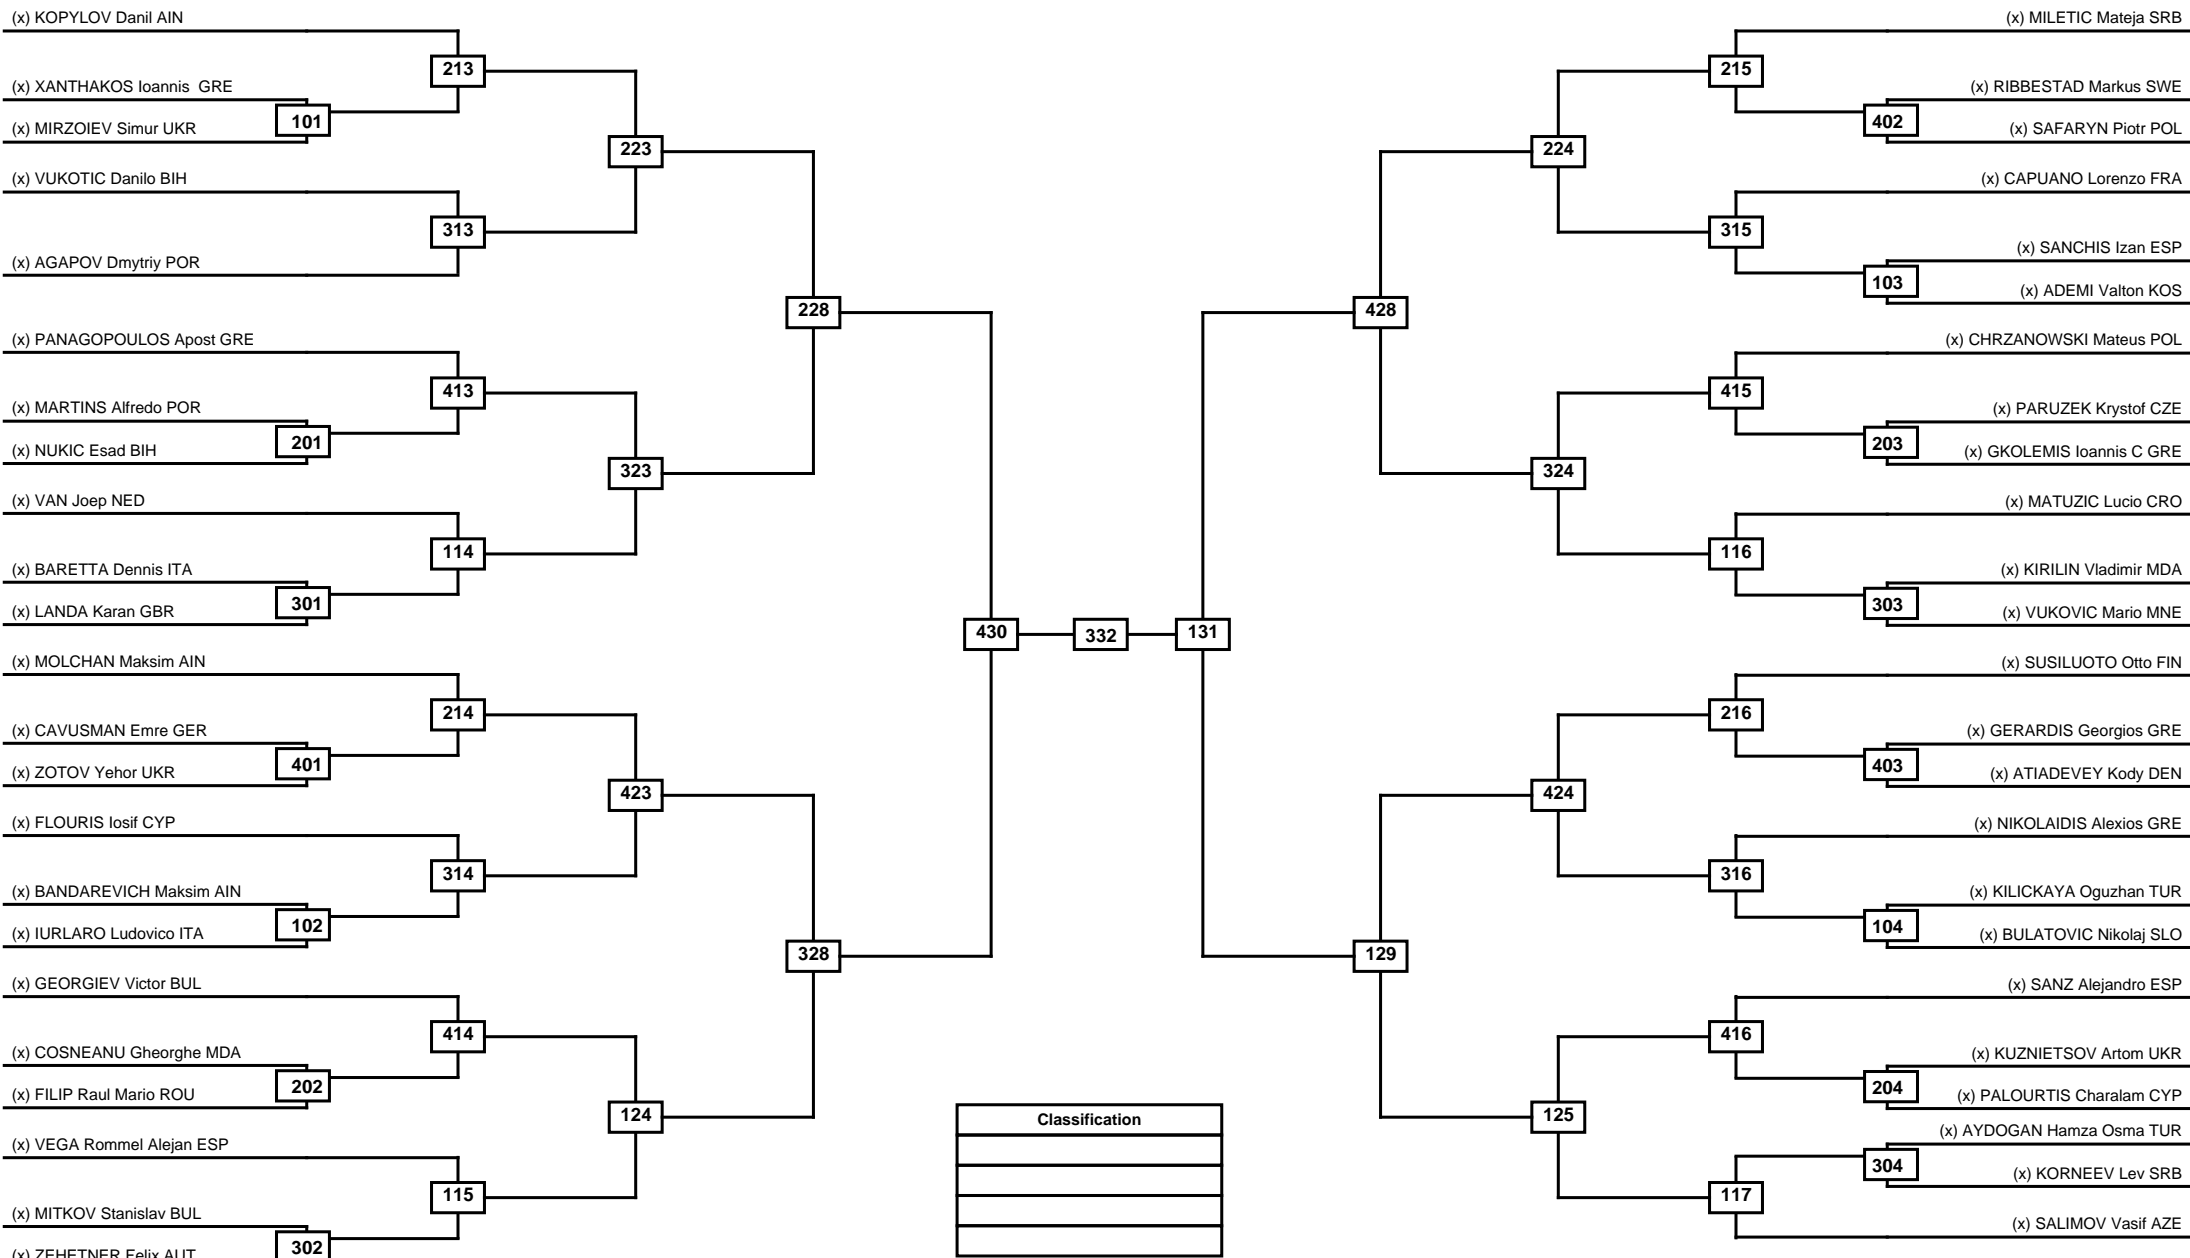 (x) KOPYLOV Danil AIN
213
(x) XANTHAKOS Ioannis GRE
101
(x) MIRZOIEV Simur UKR
223
(x) VUKOTIC Danilo BIH
313
(x) AGAPOV Dmytriy POR
228
(x) PANAGOPOULOS Apost GRE
413
(x) MARTINS Alfredo POR
201
(x) NUKIC Esad BIH
323
(x) VAN Joep NED
114
(x) BARETTA Dennis ITA
301
(x) LANDA Karan GBR
430
332
131
(x) MOLCHAN Maksim AIN
214
(x) CAVUSMAN Emre GER
401
(x) ZOTOV Yehor UKR
423
(x) FLOURIS Iosif CYP
314
(x) BANDAREVICH Maksim AIN
102
(x) IURLARO Ludovico ITA
328
(x) GEORGIEV Victor BUL
414
(x) COSNEANU Gheorghe MDA
202
(x) FILIP Raul Mario ROU
124
(x) VEGA Rommel Alejan ESP
115
(x) MITKOV Stanislav BUL
302
(x) ZEHETNER Felix AUT
Classification
(x) MILETIC Mateja SRB
215
(x) RIBBESTAD Markus SWE
402
(x) SAFARYN Piotr POL
224
(x) CAPUANO Lorenzo FRA
315
(x) SANCHIS Izan ESP
103
(x) ADEMI Valton KOS
428
(x) CHRZANOWSKI Mateus POL
415
(x) PARUZEK Krystof CZE
203
(x) GKOLEMIS Ioannis C GRE
324
(x) MATUZIC Lucio CRO
116
(x) KIRILIN Vladimir MDA
303
(x) VUKOVIC Mario MNE
(x) SUSILUOTO Otto FIN
216
(x) GERARDIS Georgios GRE
403
(x) ATIADEVEY Kody DEN
424
(x) NIKOLAIDIS Alexios GRE
316
(x) KILICKAYA Oguzhan TUR
104
(x) BULATOVIC Nikolaj SLO
129
(x) SANZ Alejandro ESP
416
(x) KUZNIETSOV Artom UKR
204
(x) PALOURTIS Charalam CYP
125
(x) AYDOGAN Hamza Osma TUR
304
(x) KORNEEV Lev SRB
117
(x) SALIMOV Vasif AZE